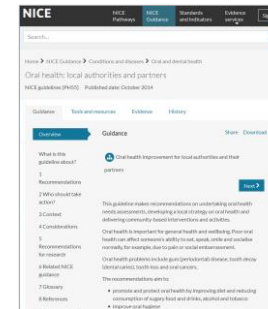 NICE
NICE Pathways
NICE Guidance
Standards and indicators
Evidence services
Search...
Home > NICE Guidance > Conditions and diseases > Oral and dental health
Oral health: local authorities and partners
NICE guidelines [PH55] Published date: October 2014
Guidance
Tools and resources
Evidence
History
Overview
What is this guideline about?
1 Recommendations
2 Who should take action?
3 Context
4 Considerations
5 Recommendations for research
6 Related NICE guidance
7 Glossary
8 References
Guidance
Share Download
Oral health improvement for local authorities and their partners
Next >
This guideline makes recommendations on undertaking oral health
needs assessments, developing a local strategy on oral health and
delivering community-based interventions and activities.
Oral health is important for general health and wellbeing. Poor oral
health can affect someone's ability to eat, speak, smile and socialise
normally, for example, due to pain or social embarrassment.
Oral health problems include gum (periodontal) disease, tooth decay
(dental caries), tooth loss and oral cancers.
The recommendations aim to:
• promote and protect oral health by improving diet and reducing
consumption of sugary food and drinks, alcohol and tobacco
• improve oral hygiene